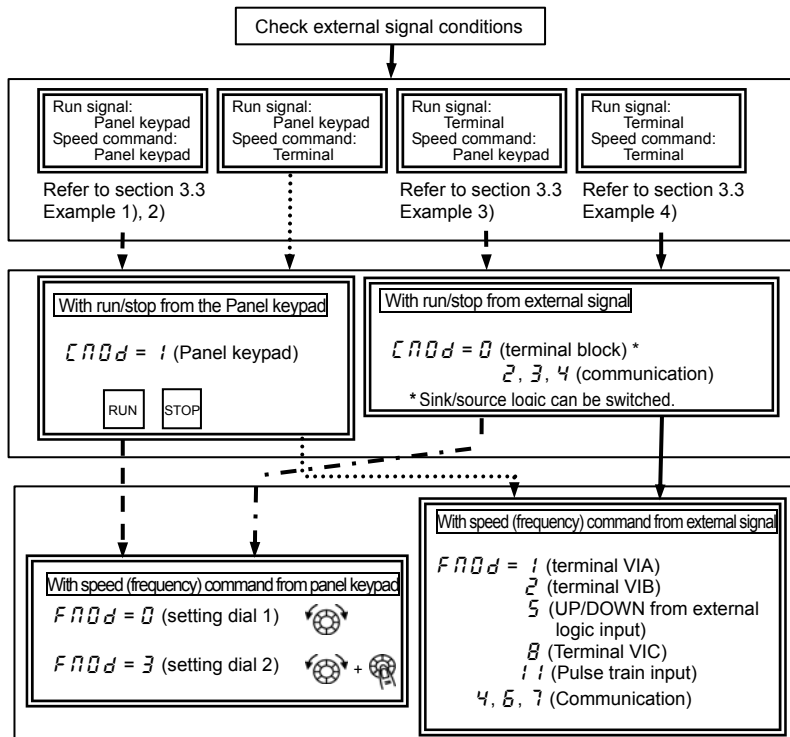 Check external signal conditions
Run signal:
Panel keypad
Speed command:
Panel keypad
Run signal:
Panel keypad
Speed command:
Terminal
Run signal:
Terminal
Speed command:
Panel keypad
Run signal:
Terminal
Speed command:
Terminal
Refer to section 3.3
Example 1), 2)
Refer to section 3.3
Example 3)
Refer to section 3.3
Example 4)
With run/stop from the Panel keypad
CMOd = 1 (Panel keypad)
RUN STOP
With run/stop from external signal
CMOd = 0 (terminal block) *
2, 3, 4 (communication)
* Sink/source logic can be switched.
With speed (frequency) command from panel keypad
FMOd = 0 (setting dial 1)
FMOd = 3 (setting dial 2) +
With speed (frequency) command from external signal
FMOd = 1 (terminal VIA)
2 (terminal VIB)
5 (UP/DOWN from external
logic input)
8 (Terminal VIC)
11 (Pulse train input)
4, 6, 7 (Communication)